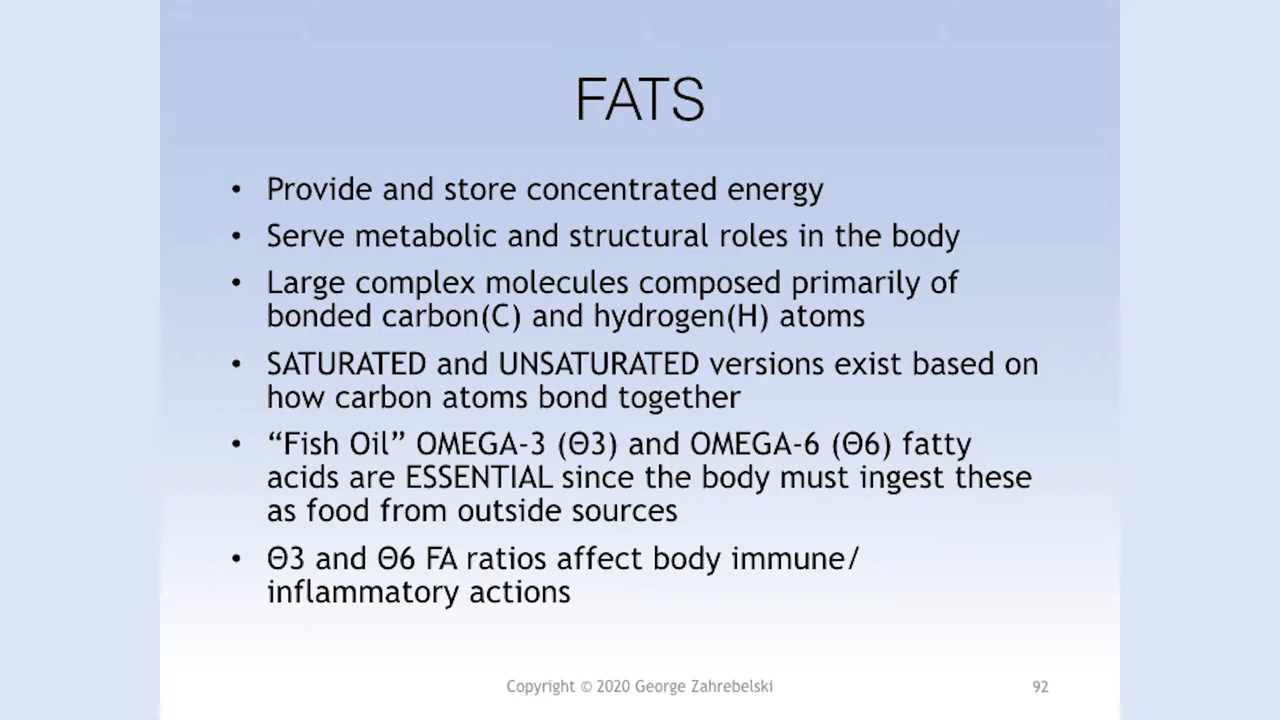 FATS
• Provide and store concentrated energy
• Serve metabolic and structural roles in the body
• Large complex molecules composed primarily of
bonded carbon(C) and hydrogen(H) atoms
• SATURATED and UNSATURATED versions exist based on
how carbon atoms bond together
• “Fish Oil” OMEGA-3 (Θ3) and OMEGA-6 (Θ6) fatty
acids are ESSENTIAL since the body must ingest these
as food from outside sources
• Θ3 and Θ6 FA ratios affect body immune/
inflammatory actions
Copyright © 2020 George Zahrebelski
92